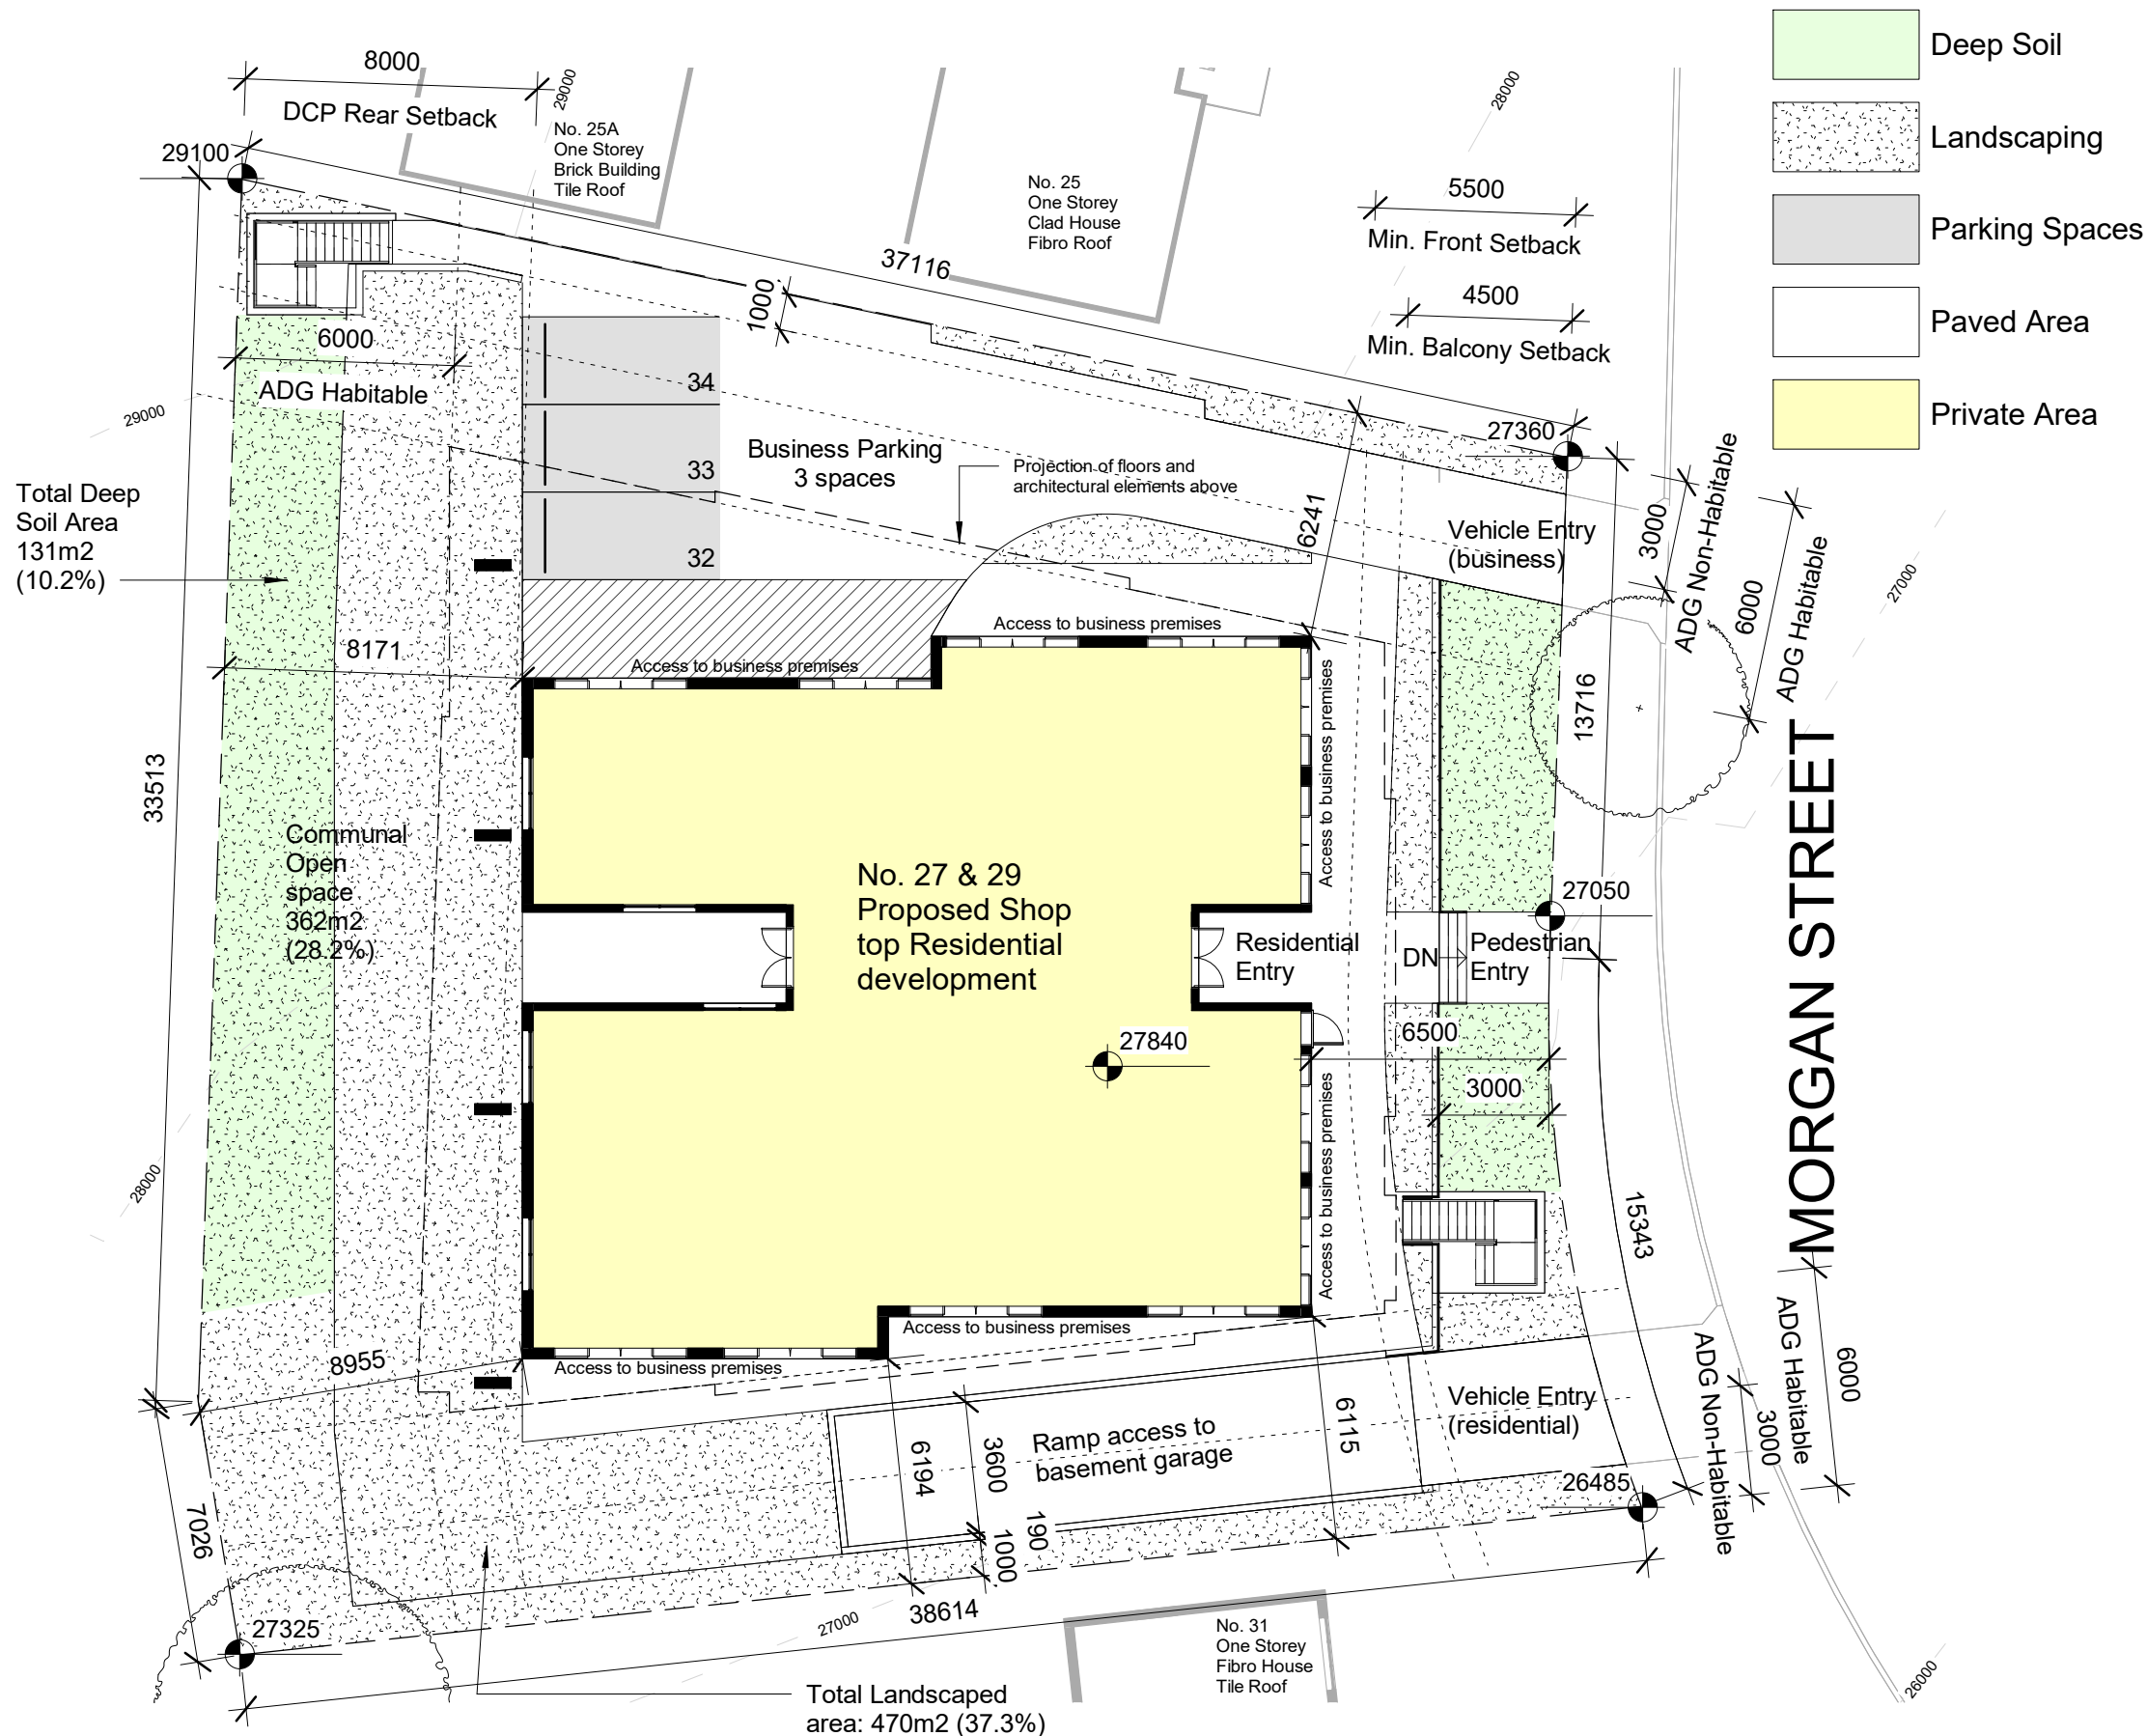 8000
DCP Rear Setback
29000
29100
No. 25A
One Storey
Brick Building
Tile Roof
No. 25
One Storey
Clad House
Fibro Roof
28000
5500
Min. Front Setback
4500
Min. Balcony Setback
Deep Soil
Landscaping
Parking Spaces
Paved Area
Private Area
37116
1000
6000
ADG Habitable
29000
34
33
32
Business Parking
3 spaces
Projection of floors and
architectural elements above
27360
6241
Vehicle Entry
(business)
3000
ADG Non-Habitable
6000
ADG Habitable
27000
Total Deep
Soil Area
131m2
(10.2%)
8171
Access to business premises
Access to business premises
Access to business premises
13716
33513
Communal
Open
space
362m2
(28.2%)
No. 27 & 29
Proposed Shop
top Residential
development
Residential
Entry
DN
Pedestrian
Entry
27050
MORGAN STREET
27840
6500
3000
Access to business premises
28000
15343
8955
Access to business premises
Access to business premises
6194
3600
190
1000
Ramp access to
basement garage
6115
Vehicle Entry
(residential)
26485
ADG Non-Habitable
3000
ADG Habitable
6000
7026
27325
38614
27000
No. 31
One Storey
Fibro House
Tile Roof
26000
Total Landscaped
area: 470m2 (37.3%)